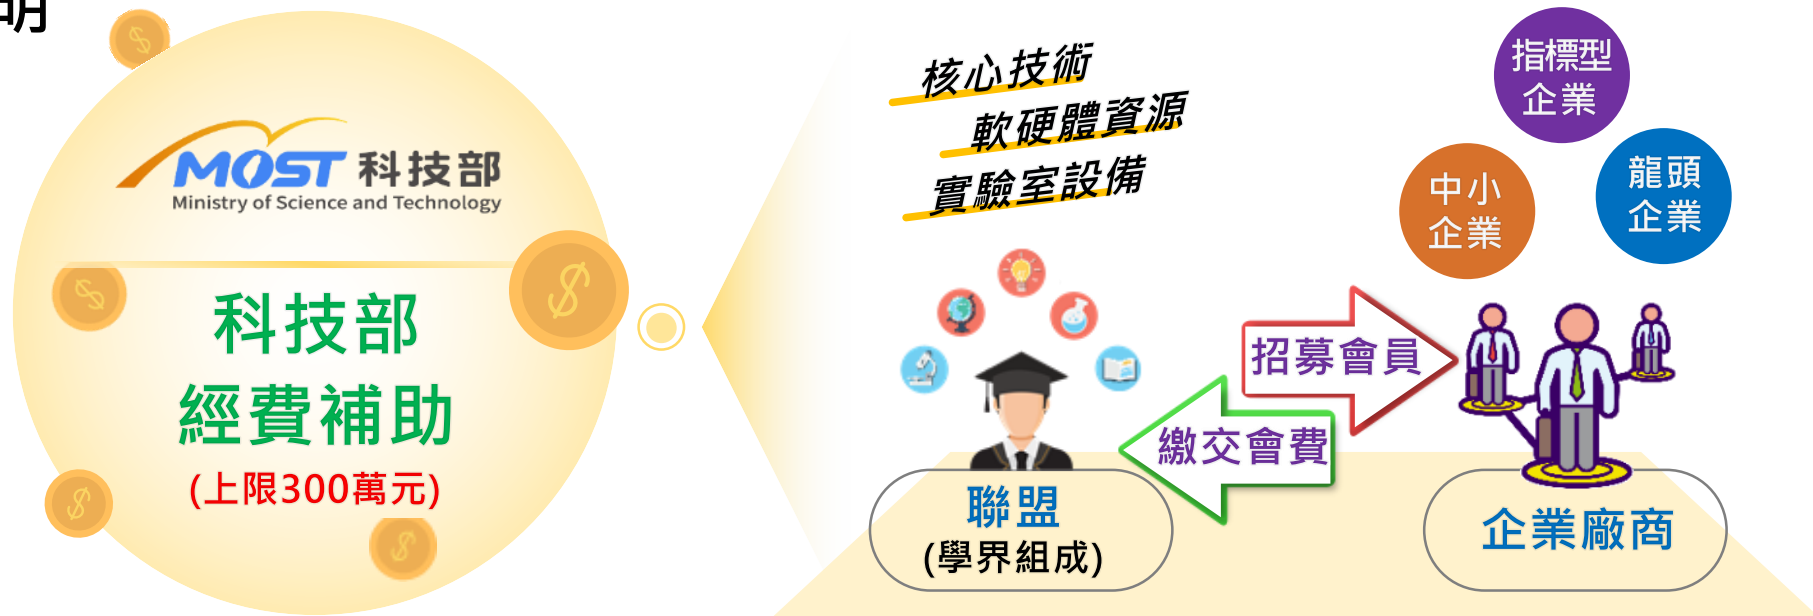 明
MOST 科技部
Ministry of Science and Technology
科技部
經費補助
(上限300萬元)
核心技術
軟硬體資源
實驗室設備
指標型
企業
中小
企業
龍頭
企業
招募會員
繳交會費
聯盟
(學界組成)
企業廠商